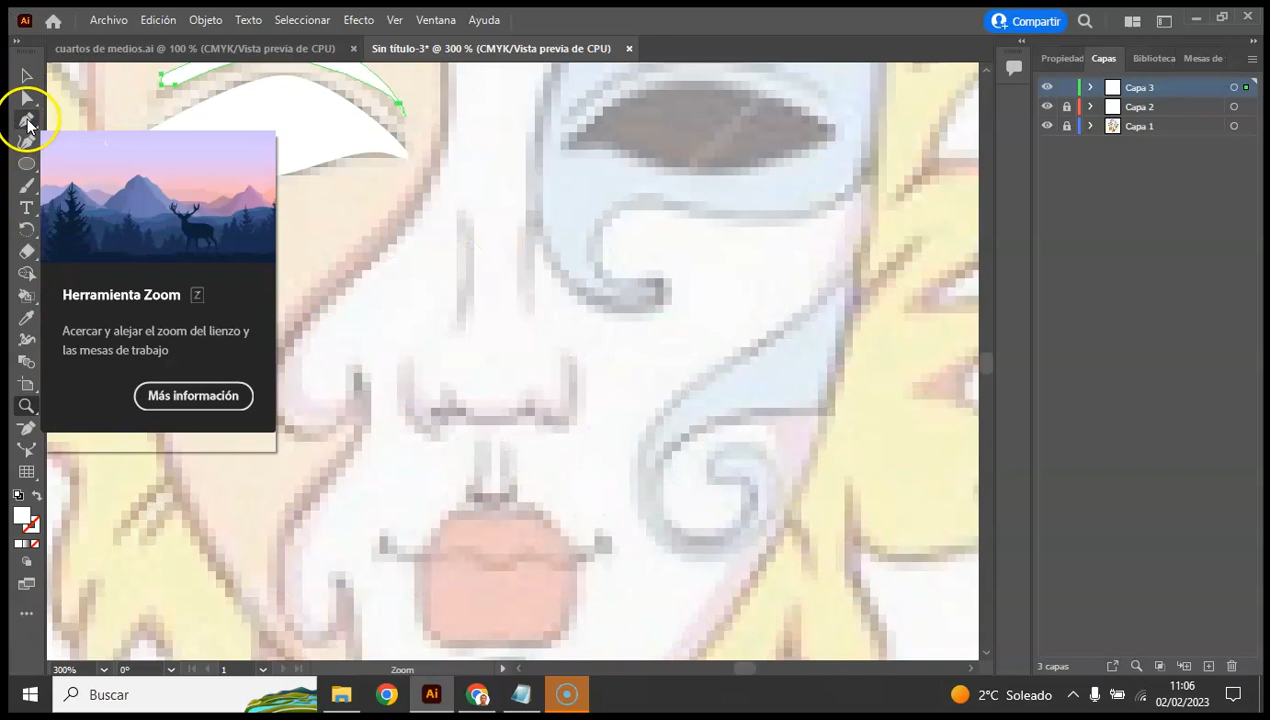 Ai
Archivo Edición Objeto Texto Seleccionar Efecto Ver Ventana Ayuda
Compartir
cuartos de medios.ai @ 100 % (CMYK/Vista previa de CPU)
Sin título-3* @ 300 % (CMYK/Vista previa de CPU)
Propiedad Capas Biblioteca Mesas de
Capa 3
Capa 2
Capa 1
T
Herramienta Zoom Z
Acercar y alejar el zoom del lienzo y
las mesas de trabajo
Más información
300% 0° 1 Zoom
3 capas
Buscar
Ai
2°C Soleado
11:06
02/02/2023